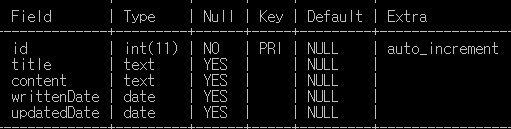 Field | Type | Null | Key | Default | Extra
id | int(11) | NO | PRI | NULL | auto_increment
title | text | YES | | NULL |
content | text | YES | | NULL |
writtenDate | date | YES | | NULL |
updatedDate | date | YES | | NULL |